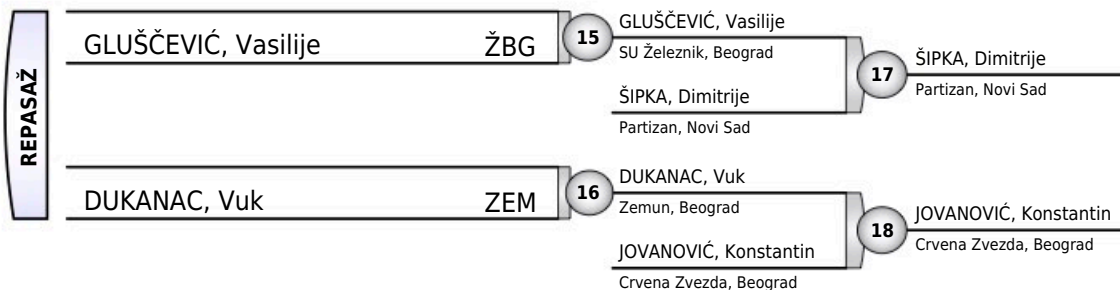 REPASAŽ
GLUŠČEVIĆ, Vasilije ŽBG
15
GLUŠČEVIĆ, Vasilije
SU Železnik, Beograd
ŠIPKA, Dimitrije
Partizan, Novi Sad
17
ŠIPKA, Dimitrije
Partizan, Novi Sad
DUKANAC, Vuk ZEM
16
DUKANAC, Vuk
Zemun, Beograd
JOVANOVIĆ, Konstantin
Crvena Zvezda, Beograd
18
JOVANOVIĆ, Konstantin
Crvena Zvezda, Beograd